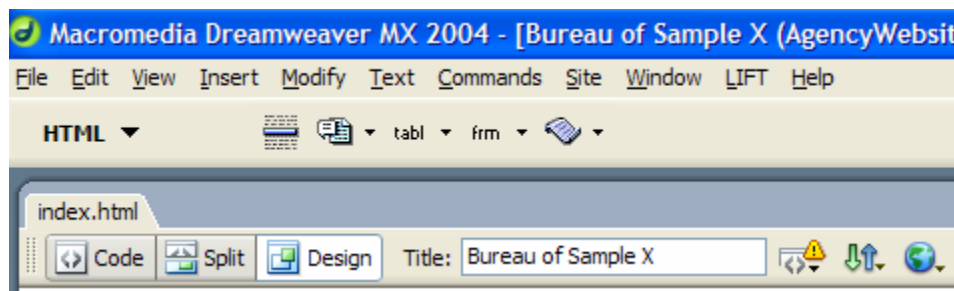 Macromedia Dreamweaver MX 2004 - [Bureau of Sample X (AgencyWebsit
File Edit View Insert Modify Text Commands Site Window LIFT Help
HTML tabl frm
index.html
Code Split Design Title: Bureau of Sample X